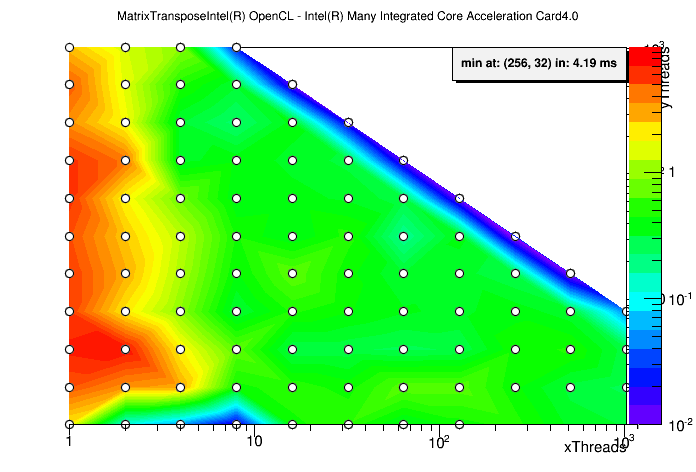 MatrixTransposeIntel(R) OpenCL - Intel(R) Many Integrated Core Acceleration Card4.0
min at: (256, 32) in: 4.19 ms
10³
yThreads
1
10⁻¹
10⁻²
1
10
10²
10³
xThreads